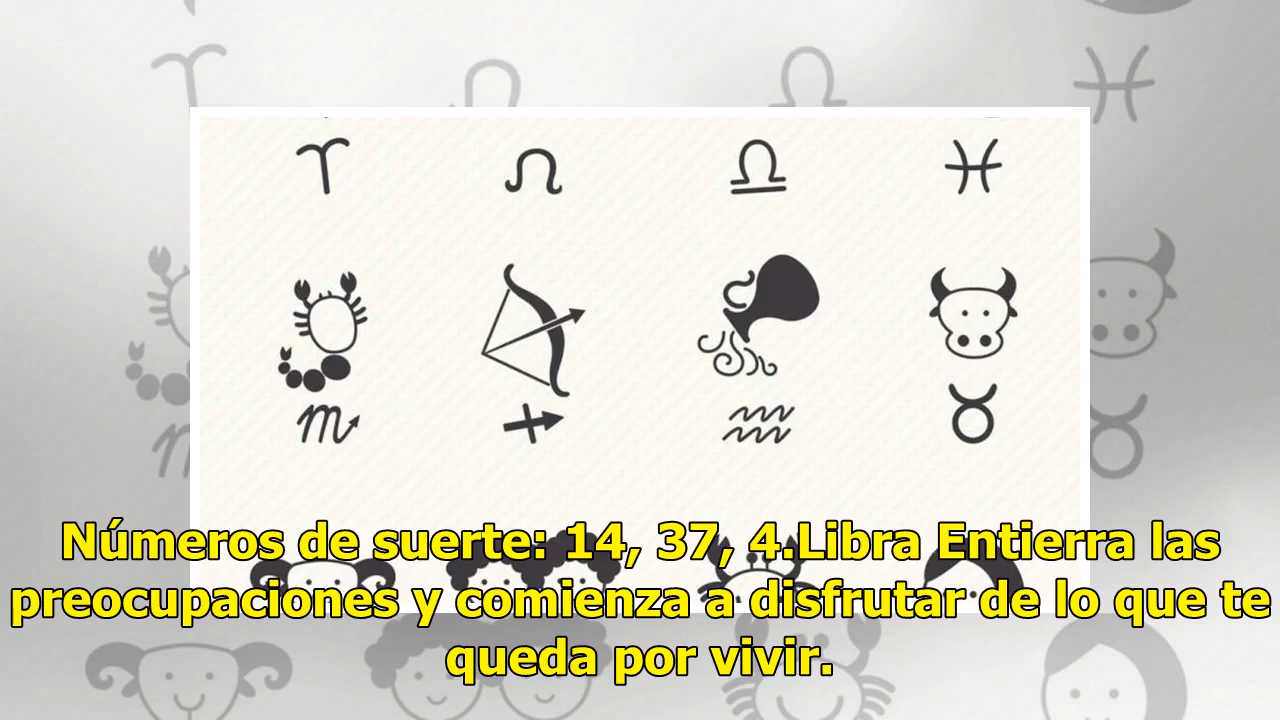 Números de suerte: 14, 37, 4.Libra Entierra las
preocupaciones y comienza a disfrutar de lo que te
queda por vivir.